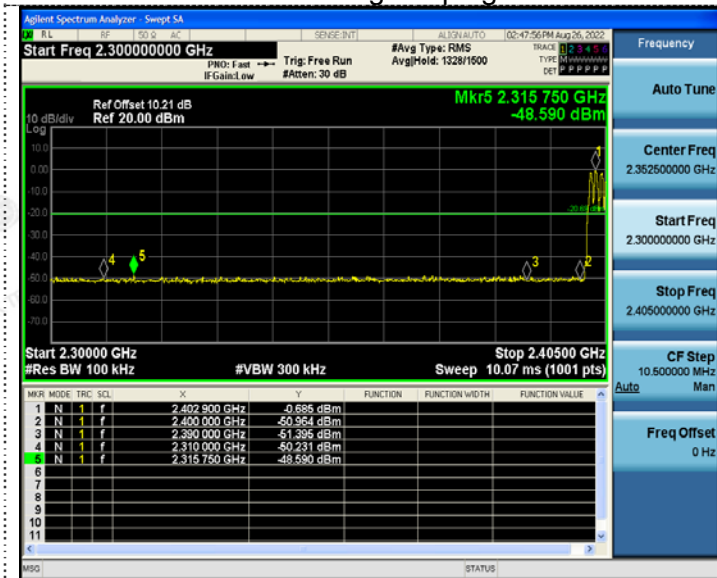 Agilent Spectrum Analyzer - Swept SA
RL RF 50 Ω AC SENSE:INT ALIGN AUTO 02:47:56PM Aug 26, 2022
Start Freq 2.300000000 GHz
PNO: Fast
IFGain:Low
Trig: Free Run
#Atten: 30 dB
#Avg Type: RMS
Avg|Hold: 1328/1500
TRACE 1 2 3 4 5 6
TYPE M W W W W W
DET P P P P P P
Ref Offset 10.21 dB
Ref 20.00 dBm
10 dB/div
Log
Mkr5 2.315 750 GHz
-48.590 dBm
10.0
0.00
-10.0
-20.0
-30.0
-40.0
-50.0
-60.0
-70.0
1
4
5
3
2
Start 2.30000 GHz Stop 2.40500 GHz
#Res BW 100 kHz #VBW 300 kHz Sweep 10.07 ms (1001 pts)
MKR MODE TRC SCL X Y FUNCTION FUNCTION WIDTH FUNCTION VALUE
1 N 1 f 2.402 900 GHz -0.685 dBm
2 N 1 f 2.400 000 GHz -50.964 dBm
3 N 1 f 2.390 000 GHz -51.395 dBm
4 N 1 f 2.310 000 GHz -50.231 dBm
5 N 1 f 2.315 750 GHz -48.590 dBm
6
7
8
9
10
11
MSG STATUS
Frequency
Auto Tune
Center Freq
2.352500000 GHz
Start Freq
2.300000000 GHz
Stop Freq
2.405000000 GHz
CF Step
10.500000 MHz
Auto Man
Freq Offset
0 Hz